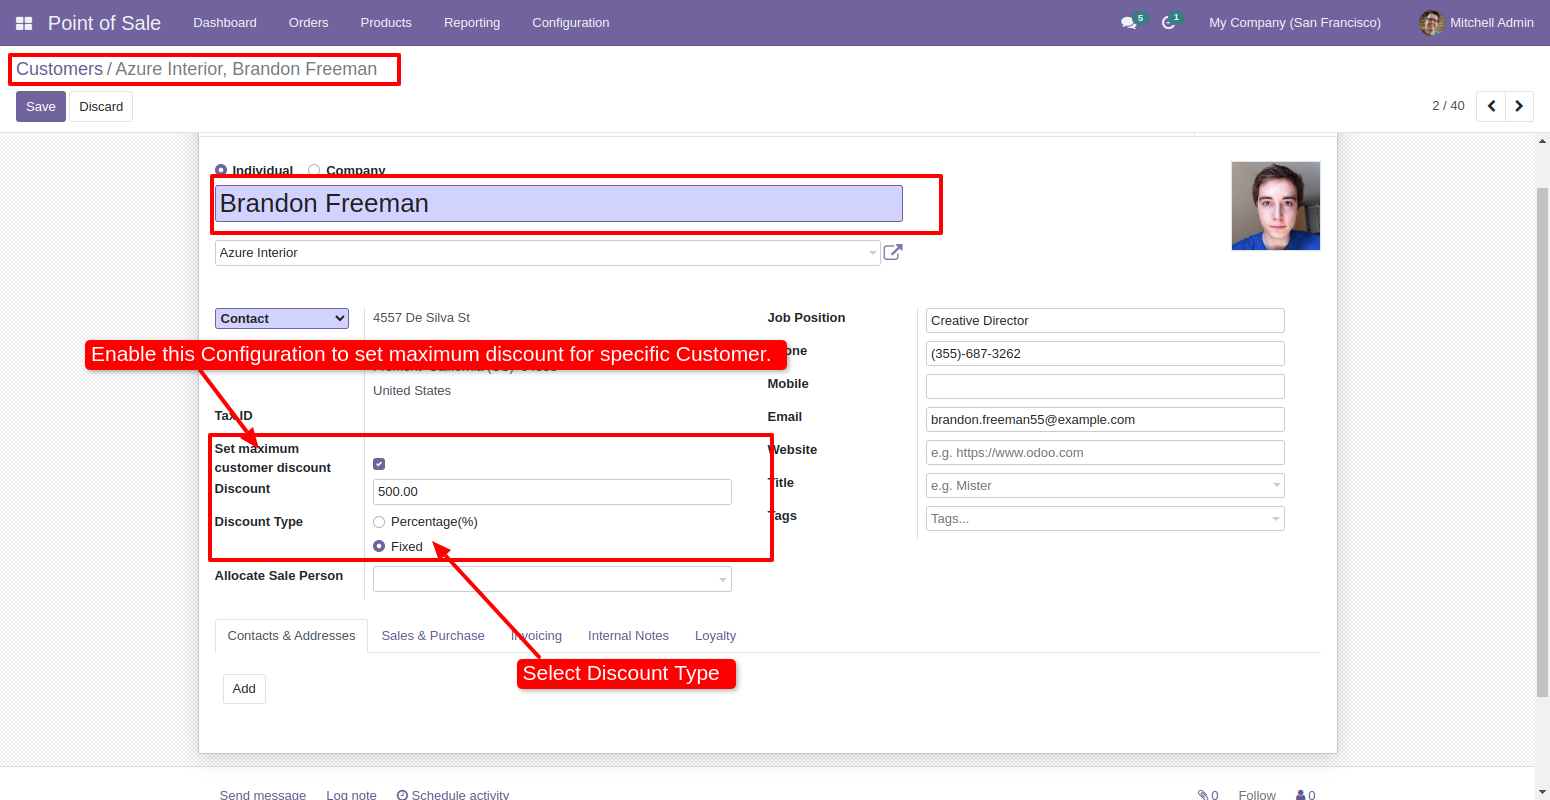 Point of Sale Dashboard Orders Products Reporting Configuration 5 1 My Company (San Francisco) Mitchell Admin
Customers / Azure Interior, Brandon Freeman
Save Discard 2 / 40
Individual Company
Brandon Freeman
Azure Interior
Contact 4557 De Silva St
Enable this Configuration to set maximum discount for specific Customer.
United States
Tax ID
Set maximum
customer discount
Discount 500.00
Discount Type Percentage(%)
Fixed
Allocate Sale Person
Job Position Creative Director
(355)-687-3262
Mobile
Email brandon.freeman55@example.com
Website e.g. https://www.odoo.com
Title e.g. Mister
Tags Tags...
Contacts & Addresses Sales & Purchase Invoicing Internal Notes Loyalty
Select Discount Type
Add
Send message Log note Schedule activity 0 Follow 0